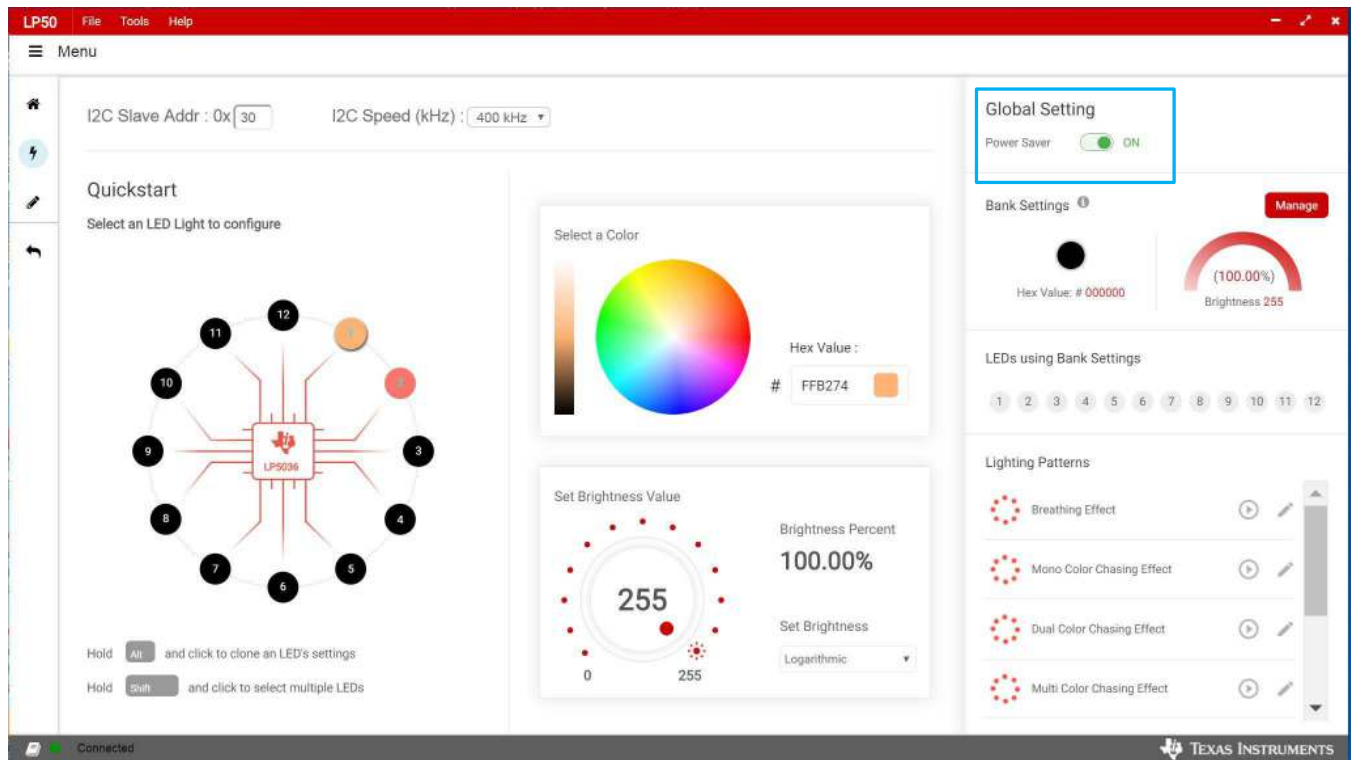 LP50 File Tools Help
Menu
I2C Slave Addr : 0x 30 I2C Speed (kHz) : 400 kHz
Global Setting
Power Saver ON
Quickstart
Select an LED Light to configure
12
11
1
10
2
9
3
LP5036
8
4
7
5
6
Hold Alt and click to clone an LED's settings
Hold Shift and click to select multiple LEDs
Select a Color
Hex Value :
# FFB274
Set Brightness Value
255
0 255
Brightness Percent
100.00%
Set Brightness
Logarithmic
Bank Settings Manage
Hex Value: # 000000
(100.00%)
Brightness 255
LEDs using Bank Settings
1 2 3 4 5 6 7 8 9 10 11 12
Lighting Patterns
Breathing Effect
Mono Color Chasing Effect
Dual Color Chasing Effect
Multi Color Chasing Effect
Connected
TEXAS INSTRUMENTS